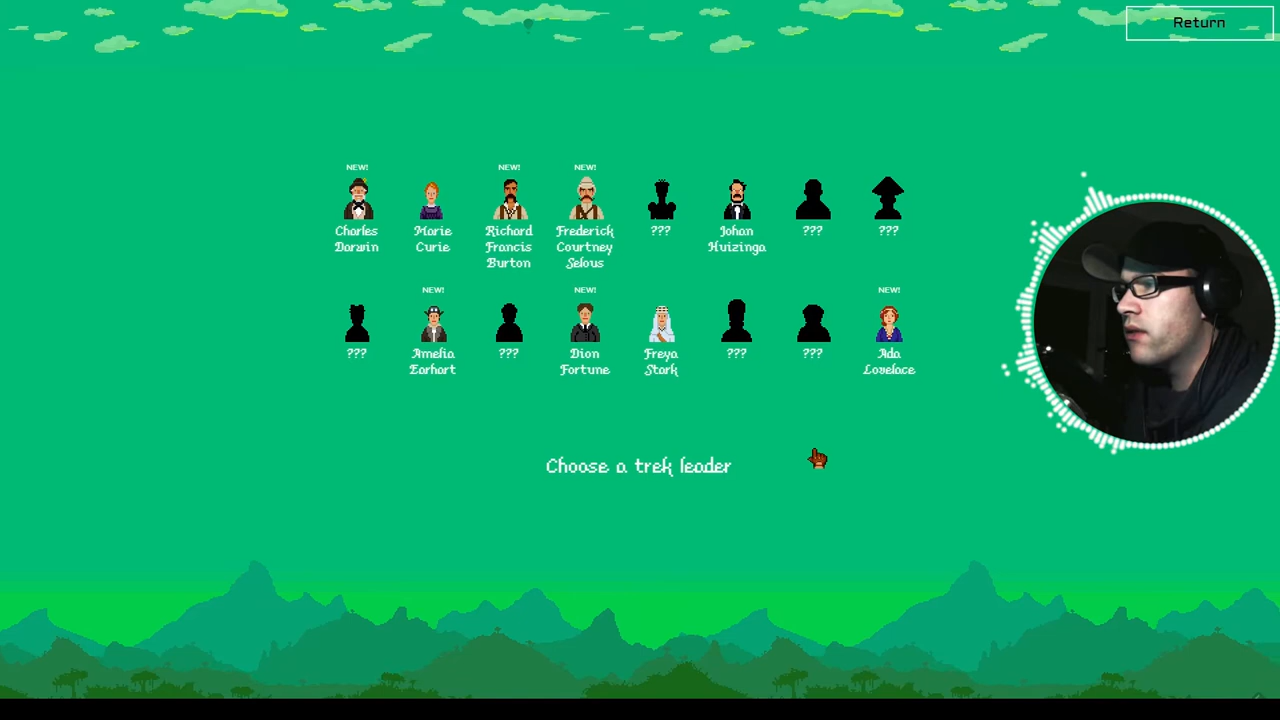 Return
NEW!
NEW!
NEW!
Charles
Darwin
Marie
Curie
Richard
Francis
Burton
Frederick
Courtney
Selous
???
Johan
Huizinga
???
???
NEW!
NEW!
NEW!
???
Amelia
Earhart
???
Dion
Fortune
Freya
Stark
???
???
Ada
Lovelace
Choose a trek leader